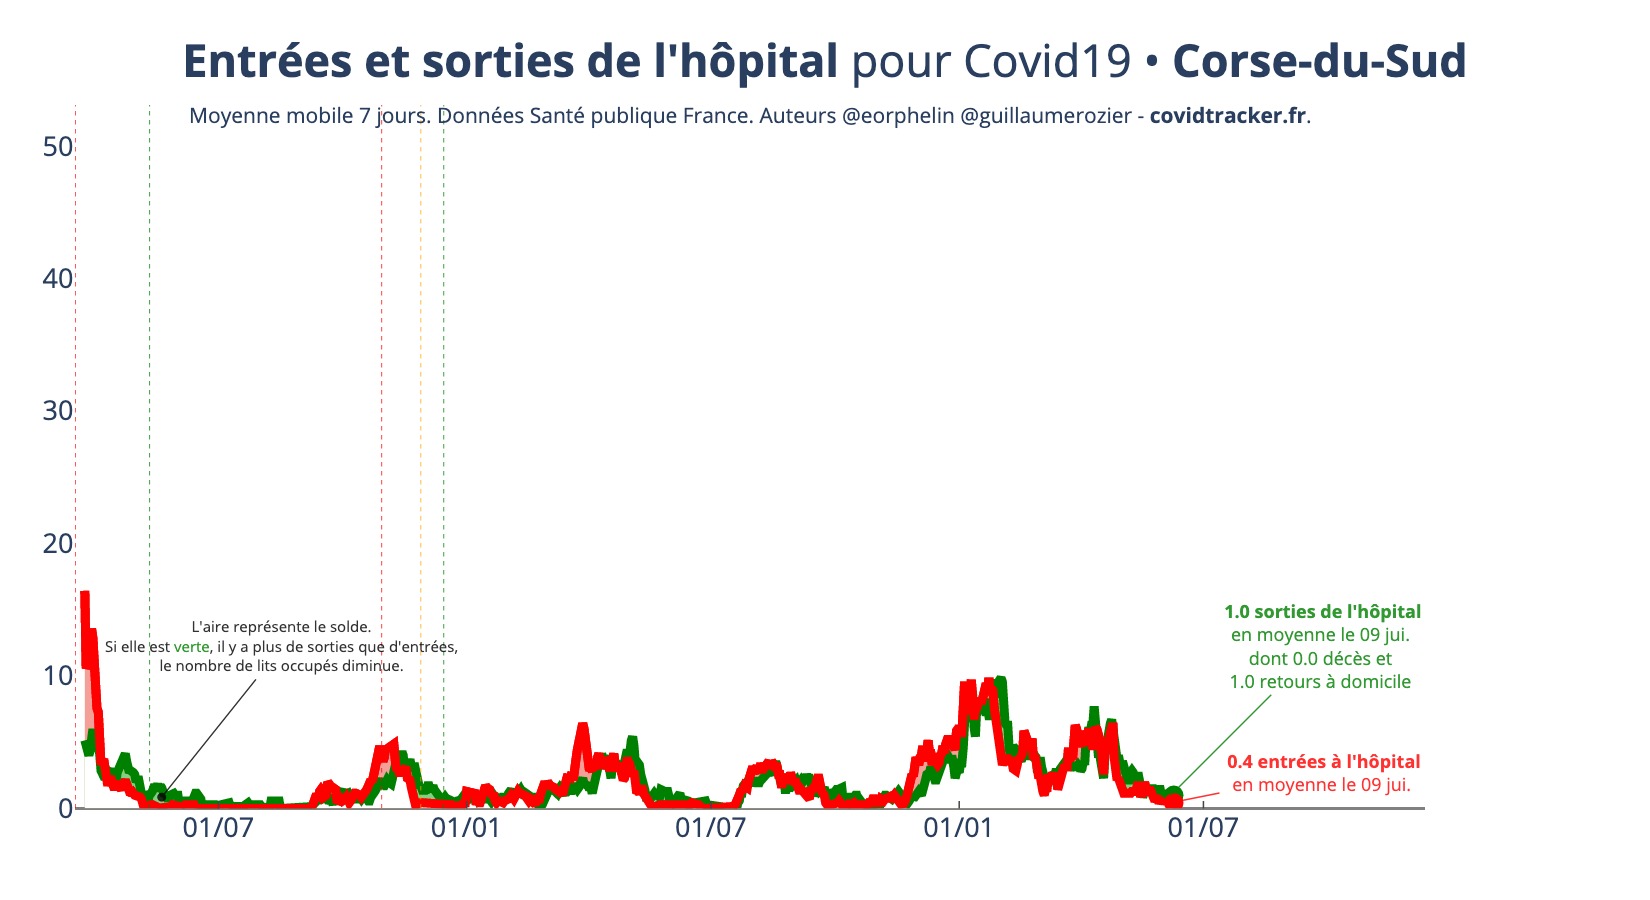 Entrées et sorties de l'hôpital pour Covid19 • Corse-du-Sud
Moyenne mobile 7 jours. Données Santé publique France. Auteurs @eorphelin @guillaumerozier - covidtracker.fr.
50
40
30
20
10
0
L'aire représente le solde.
Si elle est verte, il y a plus de sorties que d'entrées,
le nombre de lits occupés diminue.
1.0 sorties de l'hôpital
en moyenne le 09 jui.
dont 0.0 décès et
1.0 retours à domicile
0.4 entrées à l'hôpital
en moyenne le 09 jui.
01/07
01/01
01/07
01/01
01/07